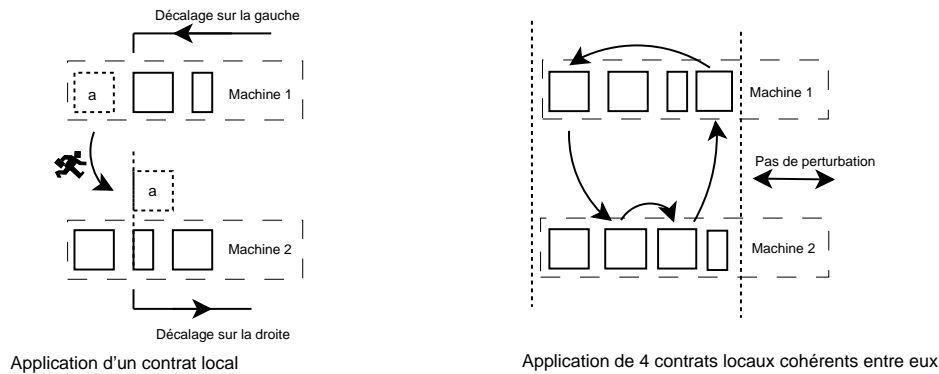 Décalage sur la gauche
a
Machine 1
a
Machine 2
Décalage sur la droite
Application d'un contrat local
Machine 1
Pas de perturbation
Machine 2
Application de 4 contrats locaux cohérents entre eux